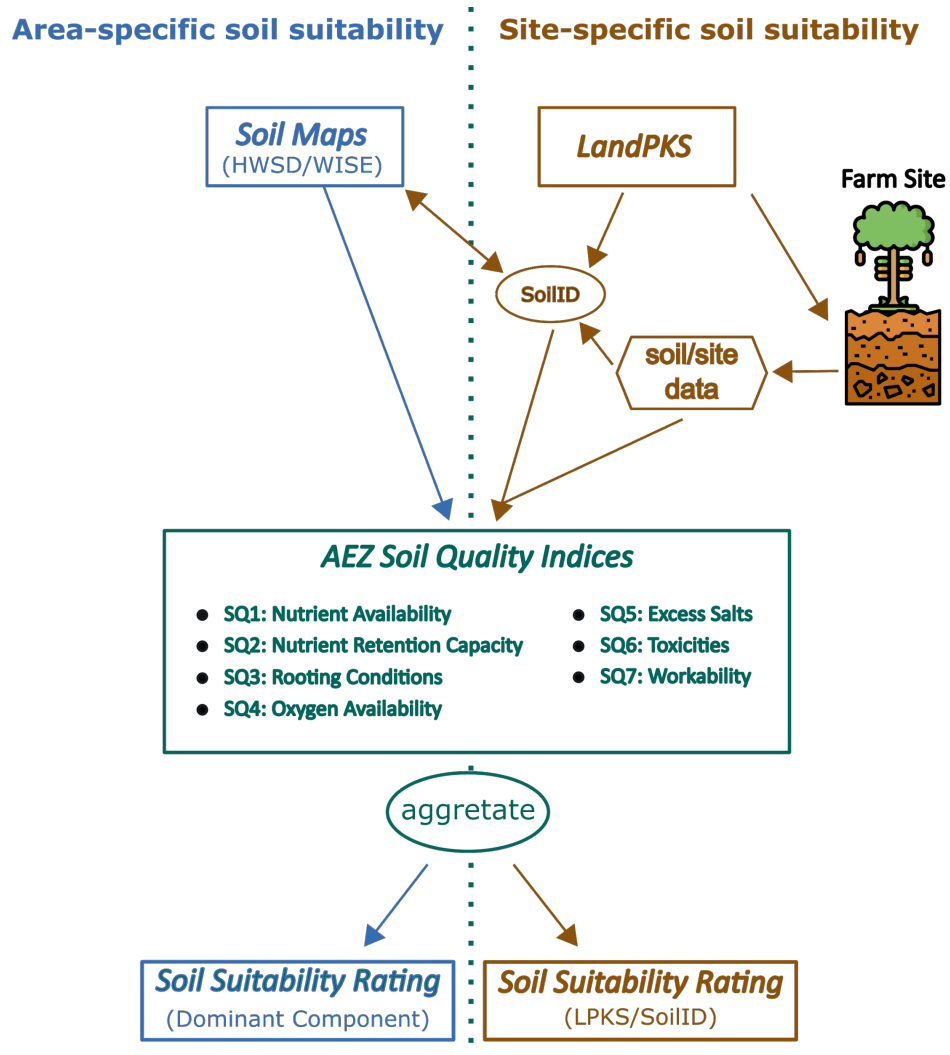 Area-specific soil suitability
Site-specific soil suitability
Soil Maps
(HWSD/WISE)
LandPKS
Farm Site
SoilID
soil/site
data
AEZ Soil Quality Indices
● SQ1: Nutrient Availability
● SQ2: Nutrient Retention Capacity
● SQ3: Rooting Conditions
● SQ4: Oxygen Availability
● SQ5: Excess Salts
● SQ6: Toxicities
● SQ7: Workability
aggretate
Soil Suitability Rating
(Dominant Component)
Soil Suitability Rating
(LPKS/SoilID)